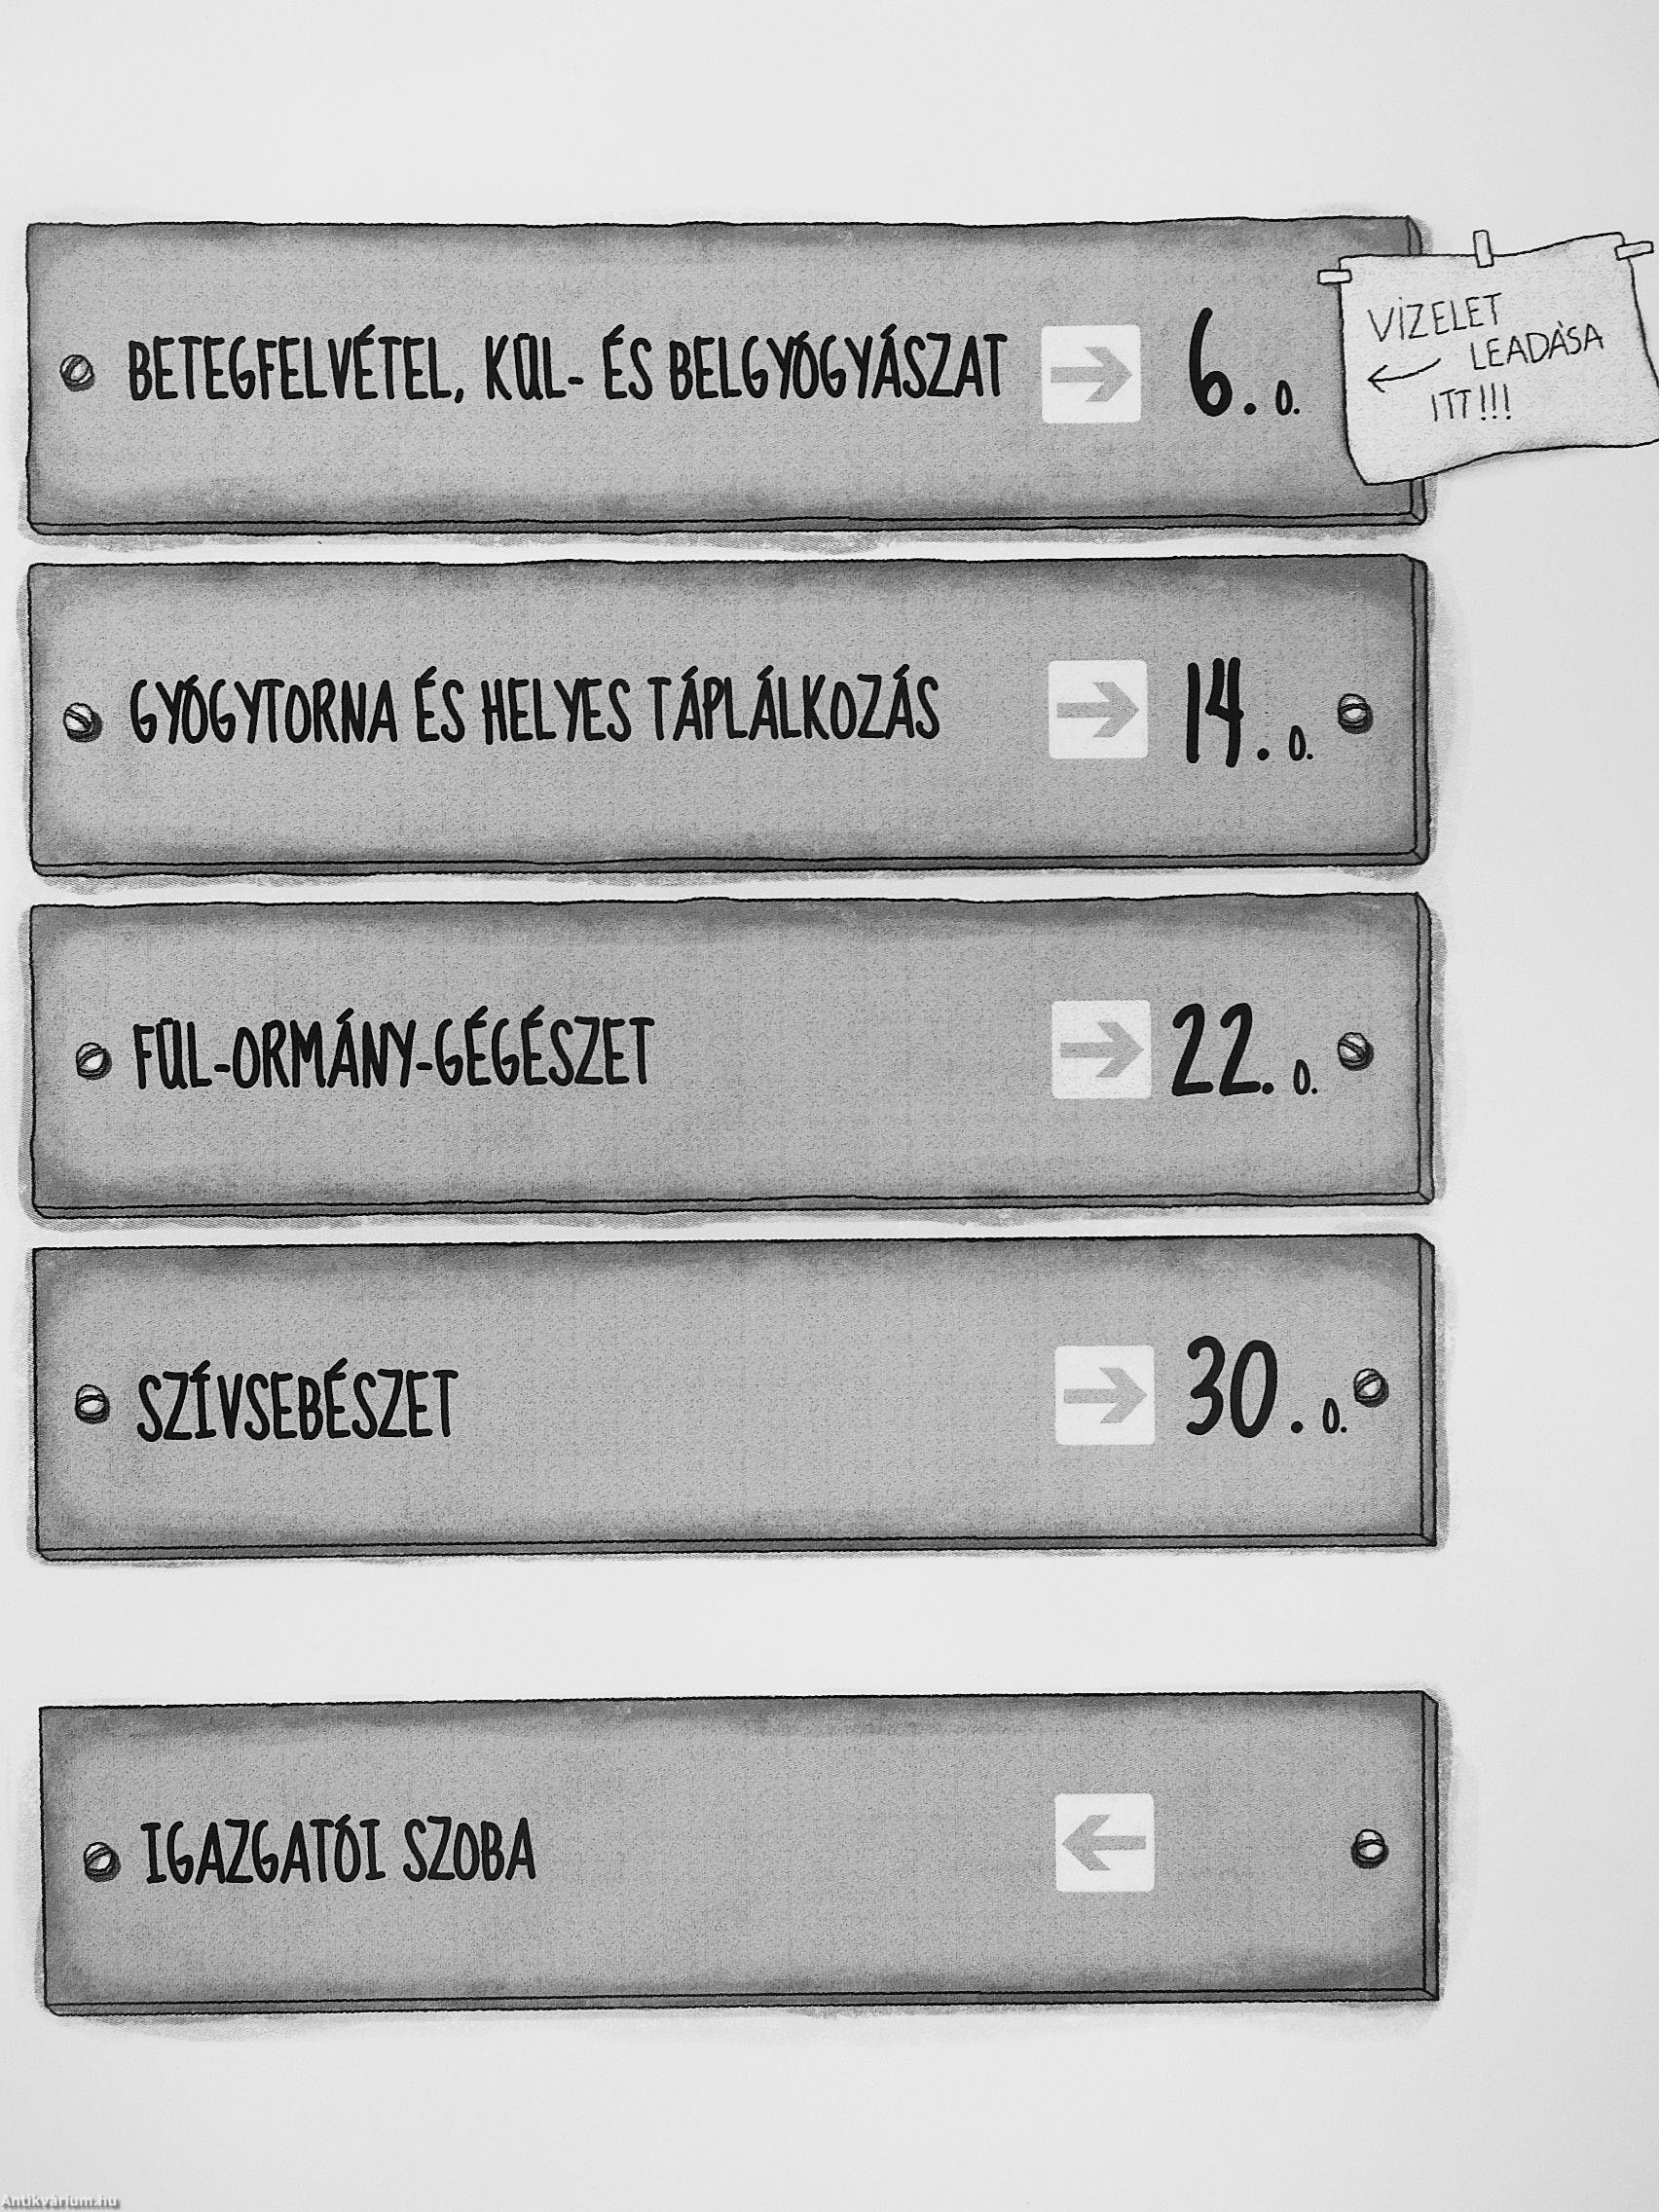 BETEGFELVÉTEL, KÜL- ÉS BELGYÓGYÁSZAT → 6. o.
VIZELET
LEADÁSA
←
ITT!!!
GYÓGYTORNA ÉS HELYES TÁPLÁLKOZÁS → 14. o.
FÜL-ORMÁNY-GÉGÉSZET → 22. o.
SZÍVSEBÉSZET → 30. o.
IGAZGATÓI SZOBA ←
Antikvárium.hu